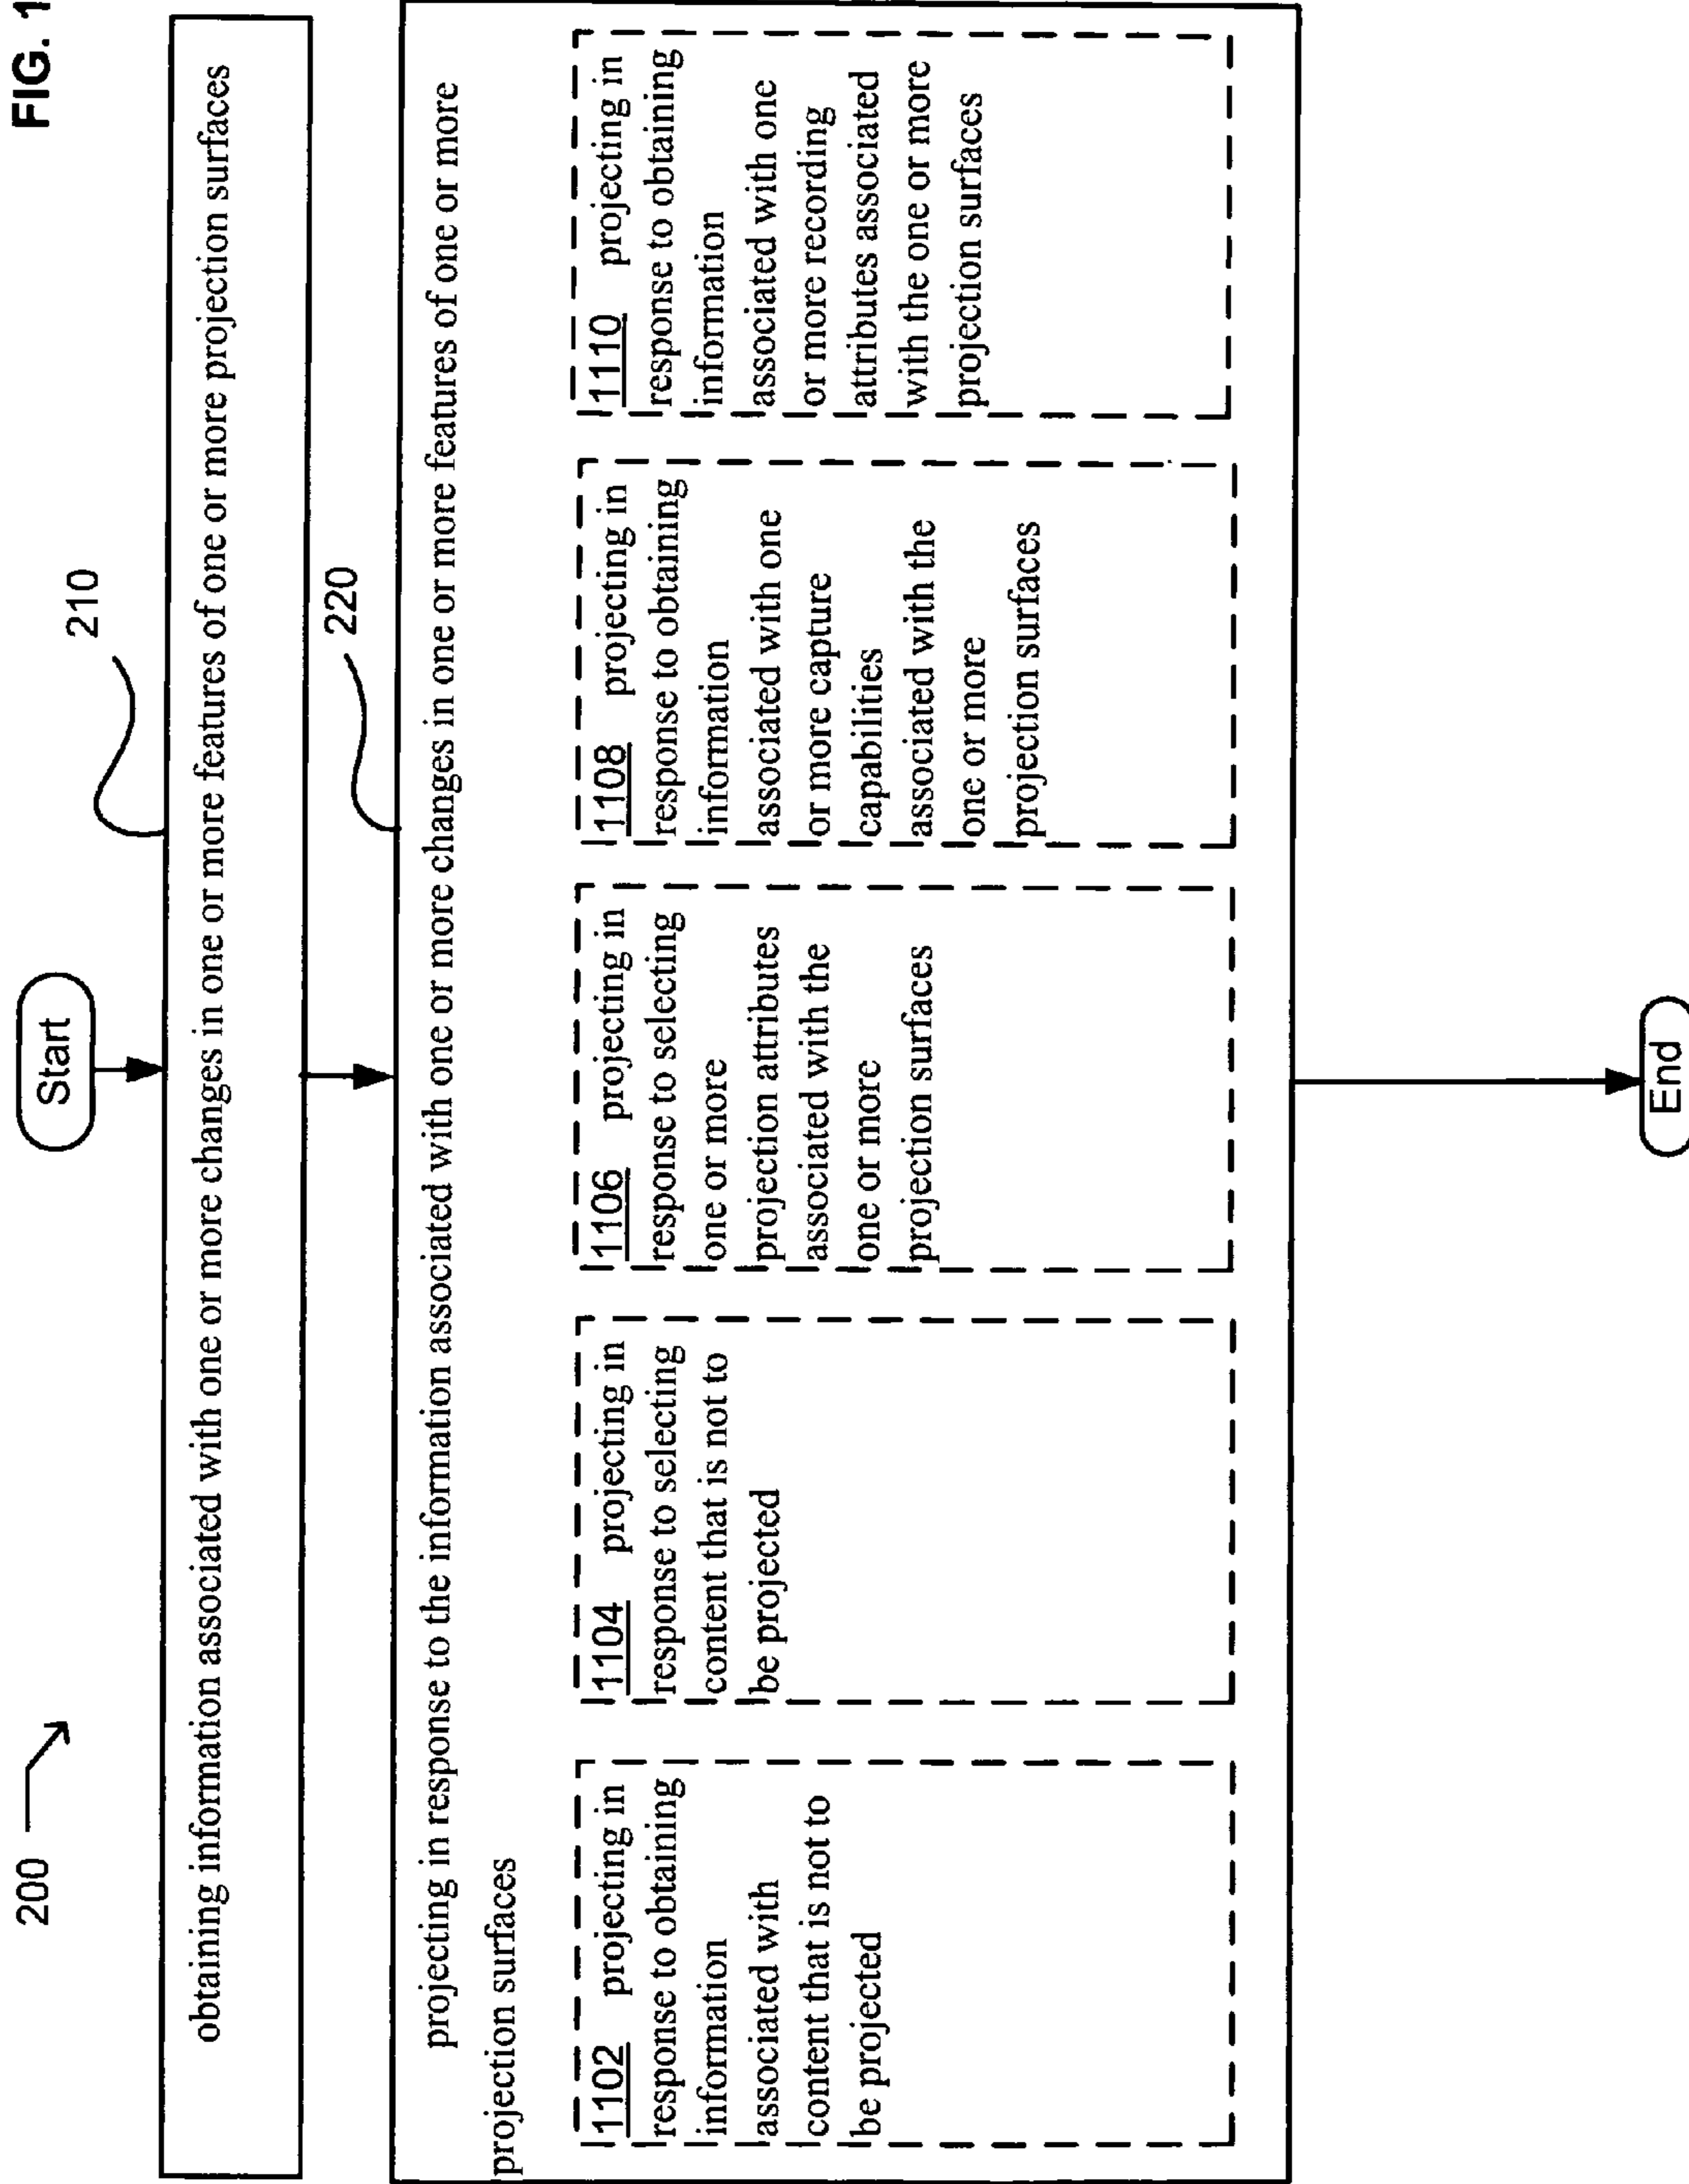 FIG. 1
200
Start
210
obtaining information associated with one or more changes in one or more features of one or more projection surfaces
220
projecting in response to the information associated with one or more changes in one or more features of one or more
projection surfaces
1102 projecting in
response to obtaining
information
associated with
content that is not to
be projected
1104 projecting in
response to selecting
content that is not to
be projected
1106 projecting in
response to selecting
one or more
projection attributes
associated with the
one or more
projection surfaces
1108 projecting in
response to obtaining
information
associated with one
or more capture
capabilities
associated with the
one or more
projection surfaces
1110 projecting in
response to obtaining
information
associated with one
or more recording
attributes associated
with the one or more
projection surfaces
End